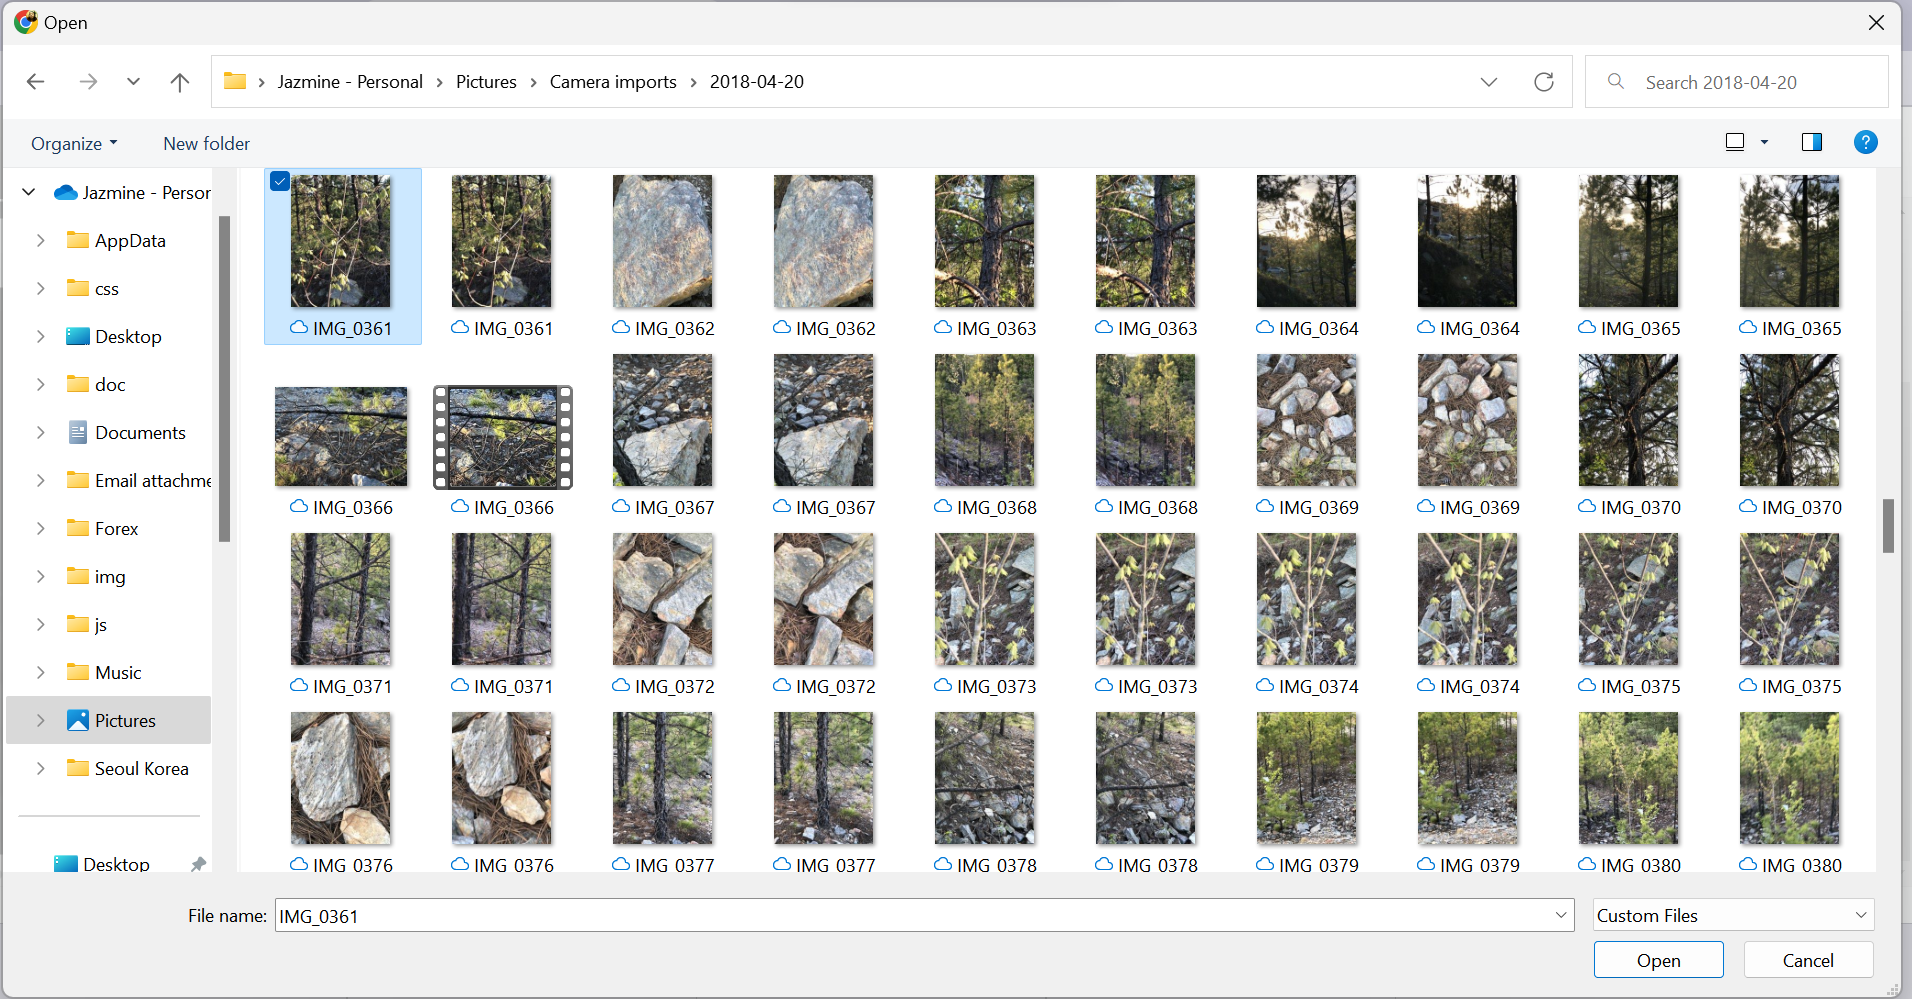 Open
Jazmine - Personal > Pictures > Camera imports > 2018-04-20
Search 2018-04-20
Organize
New folder
Jazmine - Person
AppData
css
Desktop
doc
Documents
Email attachme
Forex
img
js
Music
Pictures
Seoul Korea
Desktop
IMG_0361 IMG_0361 IMG_0362 IMG_0362 IMG_0363 IMG_0363 IMG_0364 IMG_0364 IMG_0365 IMG_0365
IMG_0366 IMG_0366 IMG_0367 IMG_0367 IMG_0368 IMG_0368 IMG_0369 IMG_0369 IMG_0370 IMG_0370
IMG_0371 IMG_0371 IMG_0372 IMG_0372 IMG_0373 IMG_0373 IMG_0374 IMG_0374 IMG_0375 IMG_0375
IMG_0376 IMG_0376 IMG_0377 IMG_0377 IMG_0378 IMG_0378 IMG_0379 IMG_0379 IMG_0380 IMG_0380
File name: IMG_0361
Custom Files
Open
Cancel